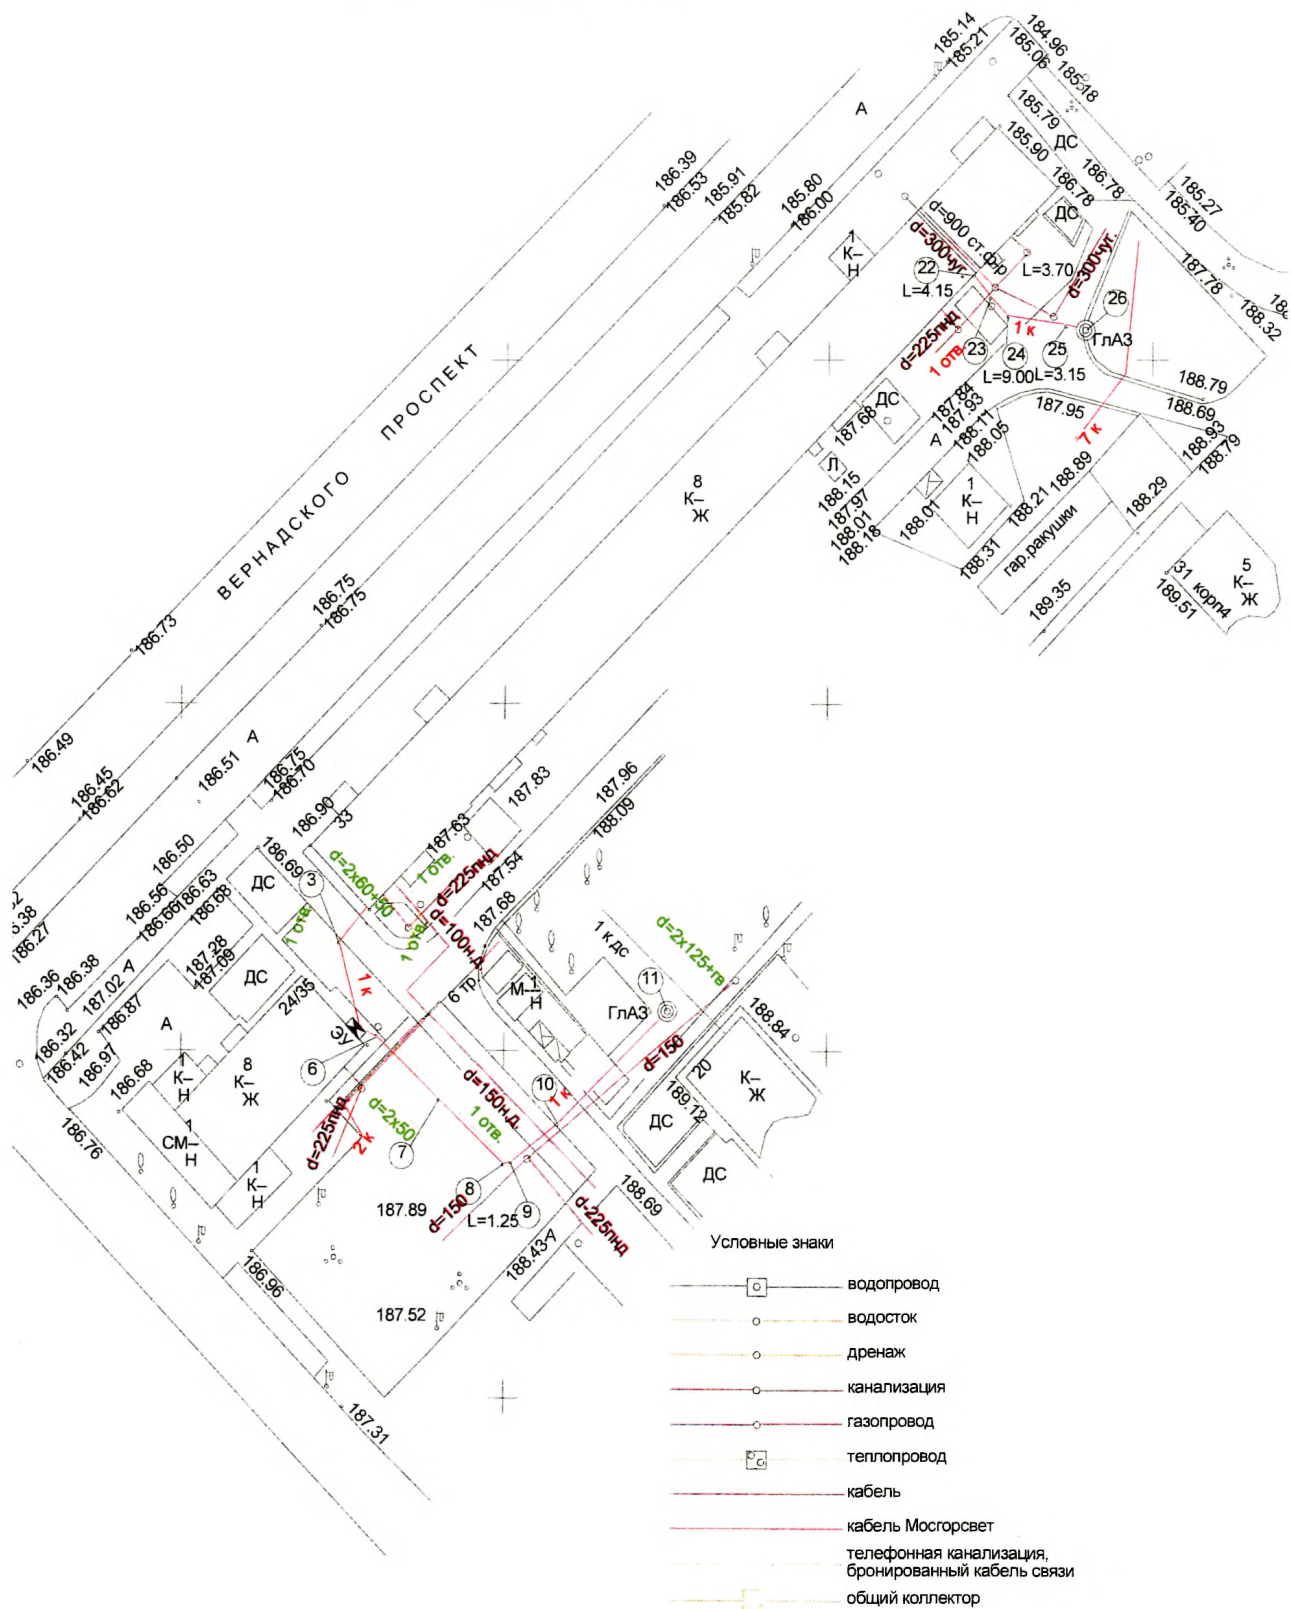 185.14
185.21
184.96
185.06
185.18
А
185.79
ДС
185.90
186.78
186.78
ДС
185.27
185.40
186.39
186.53
185.91
185.82
185.80
186.00
1
К–
Н
d=900 ст.ф-р
d=300чуг.
22
L=4.15
L=3.70
d=300чуг.
187.78
188.32
26
ГлАЗ
d=225пнд
1 отв.
23
1 к
24
25
L=9.00
L=3.15
ВЕРНАДСКОГО ПРОСПЕКТ
ДС
187.68
187.84
187.93
188.11
188.05
А
187.95
188.79
188.69
188.93
188.79
7 к
Л
188.15
187.97
188.01
188.18
188.01
1
К–
Н
188.21
188.89
188.31
188.29
гар.ракушки
189.35
31 корп4
189.51
5
К–
Ж
8
К–
Ж
186.75
186.75
186.73
186.49
186.45
186.62
186.51
А
186.75
186.70
186.90
33
187.83
187.96
188.09
187.63
187.54
187.68
186.50
186.69
186.56
186.66
186.63
186.68
ДС
3
d=2х60+50
1 отв.
d=225пнд
1 отв.
1 отв.
d=100н.д.
6 тр.
186.38
186.27
186.36
186.38
187.02
А
186.87
187.28
187.09
ДС
24/35
1 к
ЭУ
6
186.32
186.42
186.97
186.68
А
1
К–
Н
8
К–
Ж
1
СМ–
Н
1
К–
Н
186.76
d=225пнд
2 к
d=2х50
7
d=150н.д.
1 отв.
М–
1
Н
1 к дс
d=2х125+гв
11
ГлАЗ
d=150
10
1 к
188.84
20
К–
Ж
189.12
ДС
ДС
8
9
d=150
L=1.25
d=225пнд
188.69
187.89
188.43
А
186.96
187.52
187.31
Условные знаки
водопровод
водосток
дренаж
канализация
газопровод
теплопровод
кабель
кабель Мосгорсвет
телефонная канализация,
бронированный кабель связи
общий коллектор